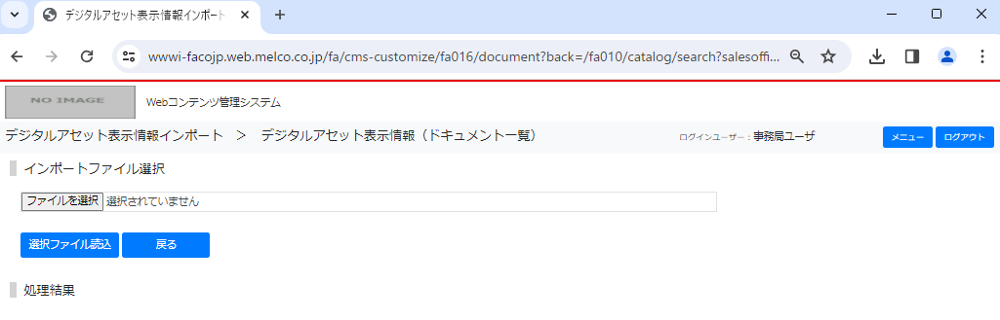 デジタルアセット表示情報インポート
wwwi-facojp.web.melco.co.jp/fa/cms-customize/fa016/document?back=/fa010/catalog/search?salesoffi...
NO IMAGE Webコンテンツ管理システム
デジタルアセット表示情報インポート ＞ デジタルアセット表示情報（ドキュメント一覧） ログインユーザー：事務局ユーザ メニュー ログアウト
インポートファイル選択
ファイルを選択 選択されていません
選択ファイル読込 戻る
処理結果